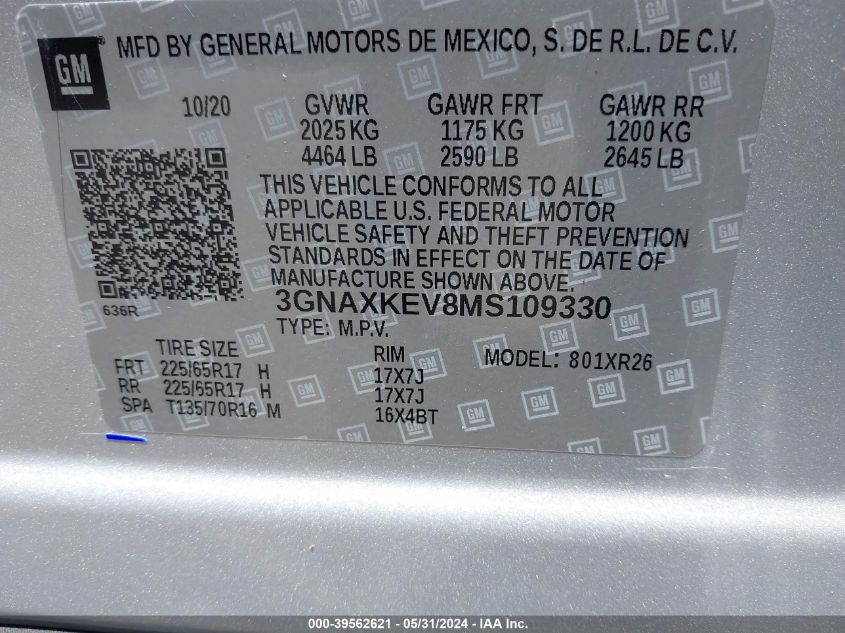 GM
MFD BY GENERAL MOTORS DE MEXICO, S. DE R.L. DE C.V.
10/20 GVWR GAWR FRT GAWR RR
2025 KG 1175 KG 1200 KG
4464 LB 2590 LB 2645 LB
THIS VEHICLE CONFORMS TO ALL
APPLICABLE U.S. FEDERAL MOTOR
VEHICLE SAFETY AND THEFT PREVENTION
STANDARDS IN EFFECT ON THE DATE OF
MANUFACTURE SHOWN ABOVE.
636R
3GNAXKEV8MS109330
TYPE: M.P.V.
TIRE SIZE RIM MODEL: 801XR26
FRT 225/65R17 H 17X7J
RR 225/65R17 H 17X7J
SPA T135/70R16 M 16X4BT
000-39562621 - 05/31/2024 - IAA Inc.